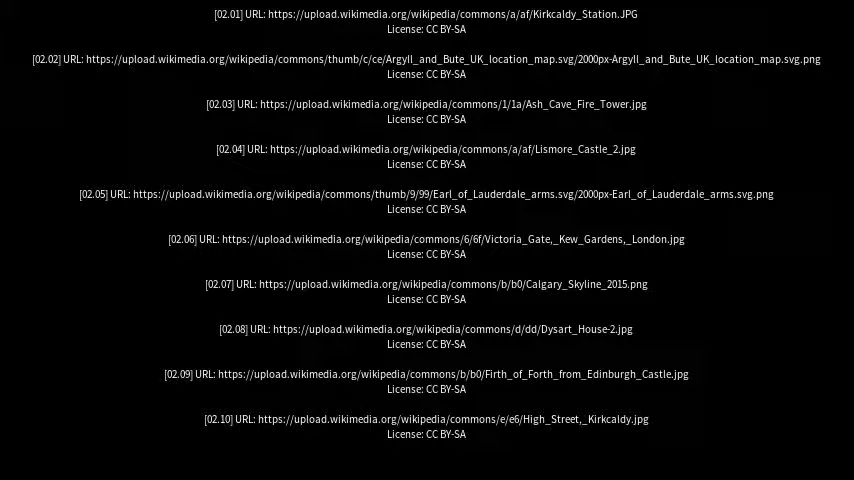 [02.01] URL: https://upload.wikimedia.org/wikipedia/commons/a/af/Kirkcaldy_Station.JPG
License: CC BY-SA
[02.02] URL: https://upload.wikimedia.org/wikipedia/commons/thumb/c/ce/Argyll_and_Bute_UK_location_map.svg/2000px-Argyll_and_Bute_UK_location_map.svg.png
License: CC BY-SA
[02.03] URL: https://upload.wikimedia.org/wikipedia/commons/1/1a/Ash_Cave_Fire_Tower.jpg
License: CC BY-SA
[02.04] URL: https://upload.wikimedia.org/wikipedia/commons/a/af/Lismore_Castle_2.jpg
License: CC BY-SA
[02.05] URL: https://upload.wikimedia.org/wikipedia/commons/thumb/9/99/Earl_of_Lauderdale_arms.svg/2000px-Earl_of_Lauderdale_arms.svg.png
License: CC BY-SA
[02.06] URL: https://upload.wikimedia.org/wikipedia/commons/6/6f/Victoria_Gate,_Kew_Gardens,_London.jpg
License: CC BY-SA
[02.07] URL: https://upload.wikimedia.org/wikipedia/commons/b/b0/Calgary_Skyline_2015.png
License: CC BY-SA
[02.08] URL: https://upload.wikimedia.org/wikipedia/commons/d/dd/Dysart_House-2.jpg
License: CC BY-SA
[02.09] URL: https://upload.wikimedia.org/wikipedia/commons/b/b0/Firth_of_Forth_from_Edinburgh_Castle.jpg
License: CC BY-SA
[02.10] URL: https://upload.wikimedia.org/wikipedia/commons/e/e6/High_Street,_Kirkcaldy.jpg
License: CC BY-SA